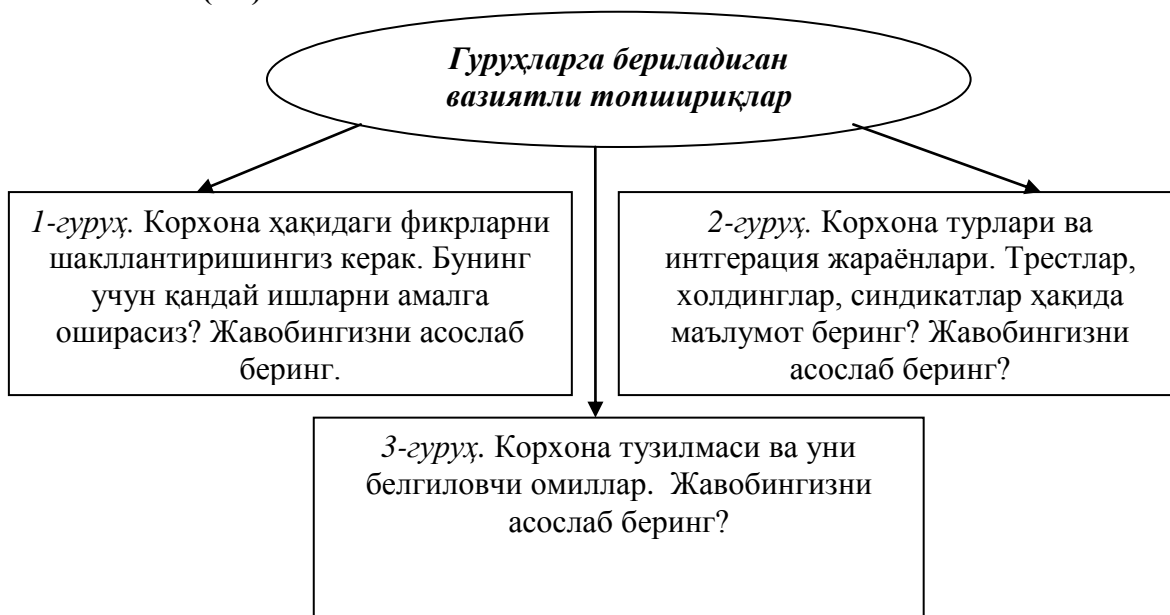 Гуруҳларга бериладиган
вазиятли топшириқлар
1-гуруҳ. Корхона ҳақидаги фикрларни
шакллантиришингиз керак. Бунинг
учун қандай ишларни амалга
оширасиз? Жавобингизни асослаб
беринг.
2-гуруҳ. Корхона турлари ва
интгерация жараёнлари. Трестлар,
холдинглар, синдикатлар ҳақида
маълумот беринг? Жавобингизни
асослаб беринг?
3-гуруҳ. Корхона тузилмаси ва уни
белгиловчи омиллар. Жавобингизни
асослаб беринг?